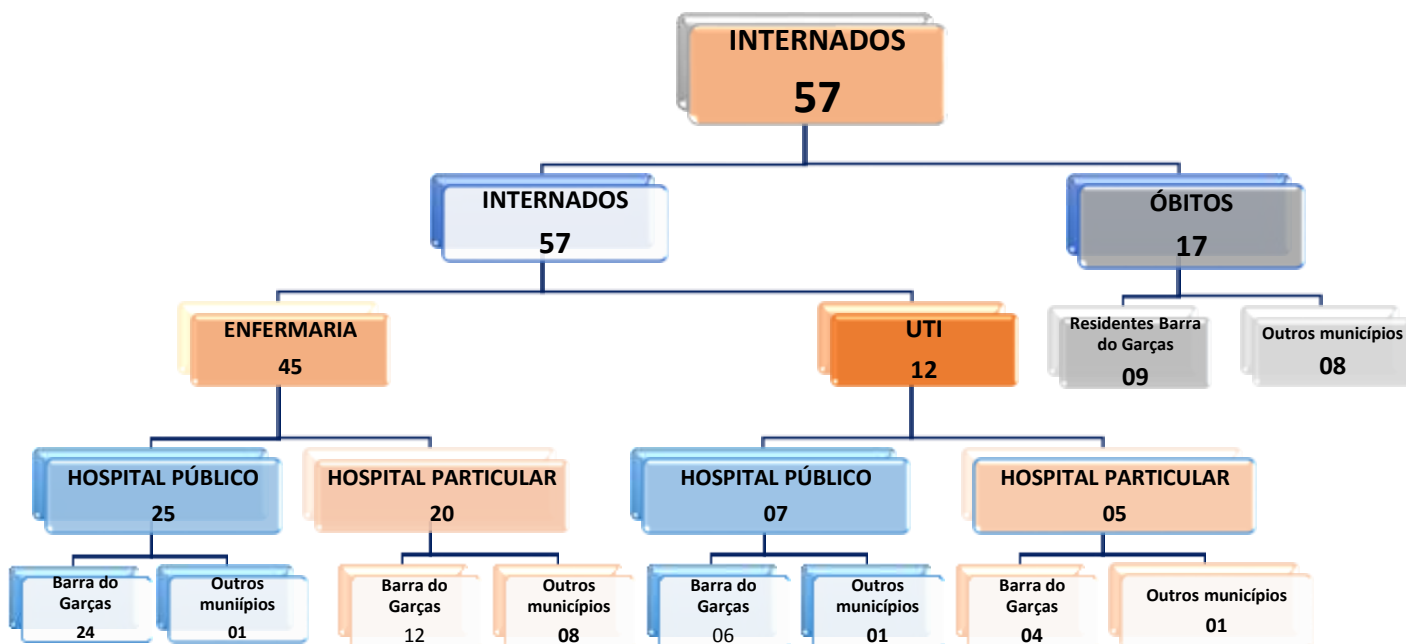 INTERNADOS
57
INTERNADOS
57
ÓBITOS
17
ENFERMARIA
45
UTI
12
Residentes Barra
do Garças
09
Outros municípios
08
HOSPITAL PÚBLICO
25
HOSPITAL PARTICULAR
20
HOSPITAL PÚBLICO
07
HOSPITAL PARTICULAR
05
Barra do
Garças
24
Outros
muniípios
01
Barra do
Garças
12
Outros
municípios
08
Barra do
Garças
06
Outros
municípios
01
Barra do
Garças
04
Outros municípios
01